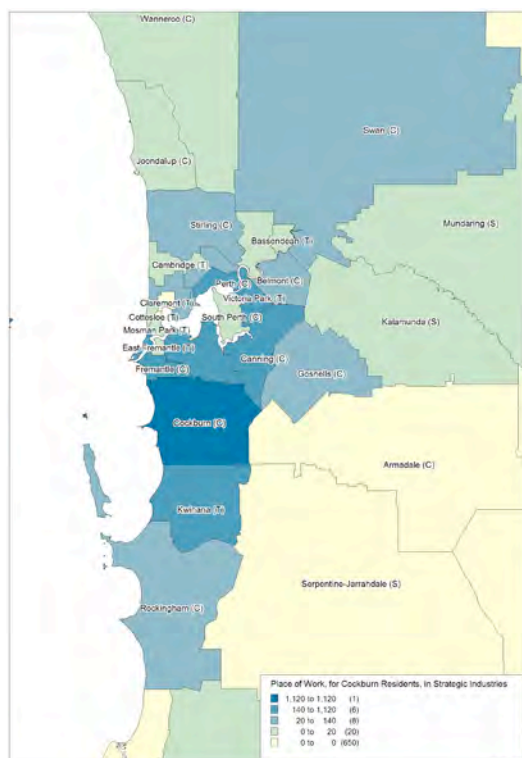 Wanneroo (C)
Swan (C)
Joondalup (C)
Mundaring (S)
Stirling (C)
Bassendean (T)
Cambridge (T)
Perth (C)
Belmont (C)
Claremont (T)
Victoria Park (T)
Cottesloe (T)
South Perth (C)
Kalamunda (S)
Mosman Park (T)
East Fremantle (T)
Canning (C)
Fremantle (C)
Gosnells (C)
Cockburn (C)
Armadale (C)
Kwinana (T)
Serpentine-Jarrahdale (S)
Rockingham (C)
Place of Work, for Cockburn Residents, in Strategic Industries
1,120 to 1,120 (1)
140 to 1,120 (6)
20 to 140 (8)
0 to 20 (20)
0 to 0 (650)